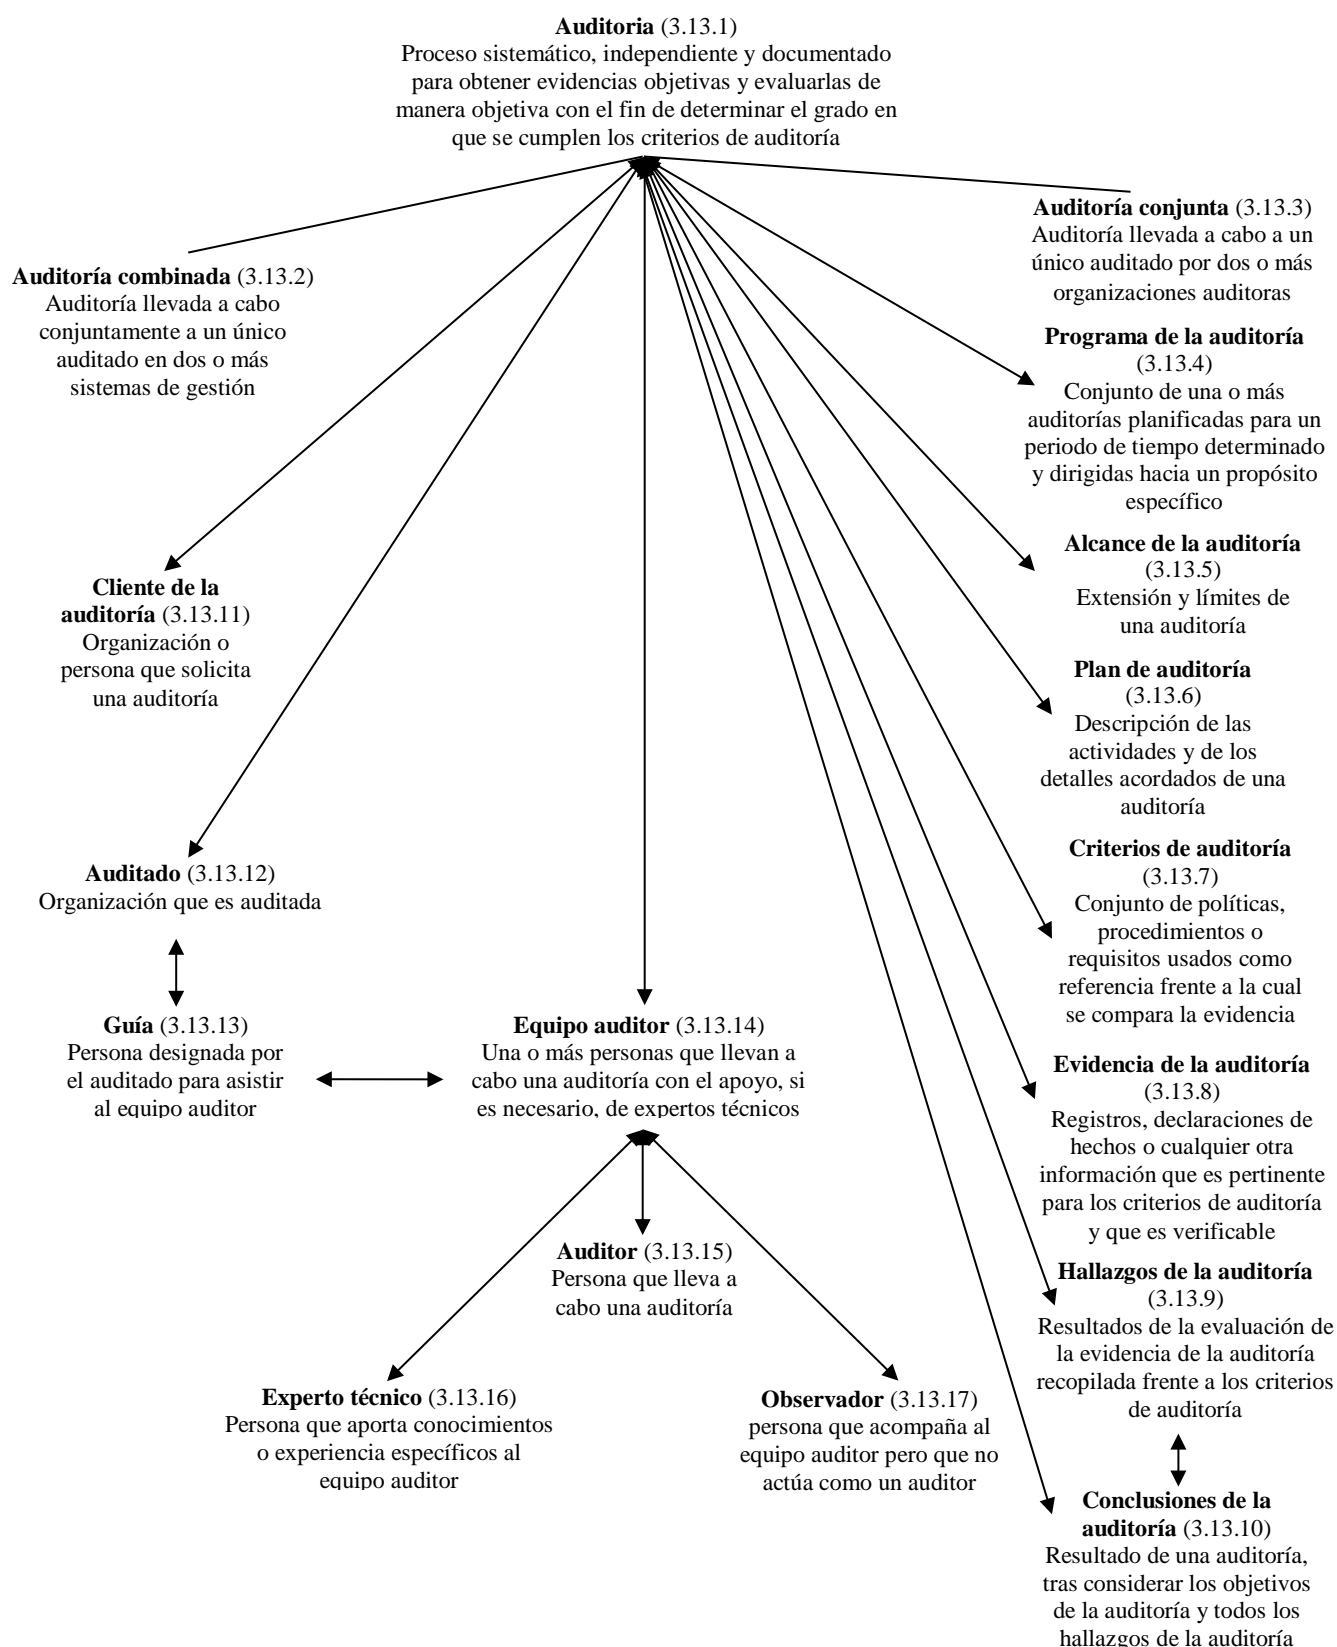 Auditoria (3.13.1)
Proceso sistemático, independiente y documentado
para obtener evidencias objetivas y evaluarlas de
manera objetiva con el fin de determinar el grado en
que se cumplen los criterios de auditoría
Auditoría combinada (3.13.2)
Auditoría llevada a cabo
conjuntamente a un único
auditado en dos o más
sistemas de gestión
Auditoría conjunta (3.13.3)
Auditoría llevada a cabo a un
único auditado por dos o más
organizaciones auditoras
Programa de la auditoría
(3.13.4)
Conjunto de una o más
auditorías planificadas para un
periodo de tiempo determinado
y dirigidas hacia un propósito
específico
Alcance de la auditoría
(3.13.5)
Extensión y límites de
una auditoría
Plan de auditoría
(3.13.6)
Descripción de las
actividades y de los
detalles acordados de una
auditoría
Criterios de auditoría
(3.13.7)
Conjunto de políticas,
procedimientos o
requisitos usados como
referencia frente a la cual
se compara la evidencia
Evidencia de la auditoría
(3.13.8)
Registros, declaraciones de
hechos o cualquier otra
información que es pertinente
para los criterios de auditoría
y que es verificable
Hallazgos de la auditoría
(3.13.9)
Resultados de la evaluación de
la evidencia de la auditoría
recopilada frente a los criterios
de auditoría
Conclusiones de la
auditoría (3.13.10)
Resultado de una auditoría,
tras considerar los objetivos
de la auditoría y todos los
hallazgos de la auditoría
Cliente de la
auditoría (3.13.11)
Organización o
persona que solicita
una auditoría
Auditado (3.13.12)
Organización que es auditada
Guía (3.13.13)
Persona designada por
el auditado para asistir
al equipo auditor
Equipo auditor (3.13.14)
Una o más personas que llevan a
cabo una auditoría con el apoyo, si
es necesario, de expertos técnicos
Auditor (3.13.15)
Persona que lleva a
cabo una auditoría
Experto técnico (3.13.16)
Persona que aporta conocimientos
o experiencia específicos al
equipo auditor
Observador (3.13.17)
persona que acompaña al
equipo auditor pero que no
actúa como un auditor